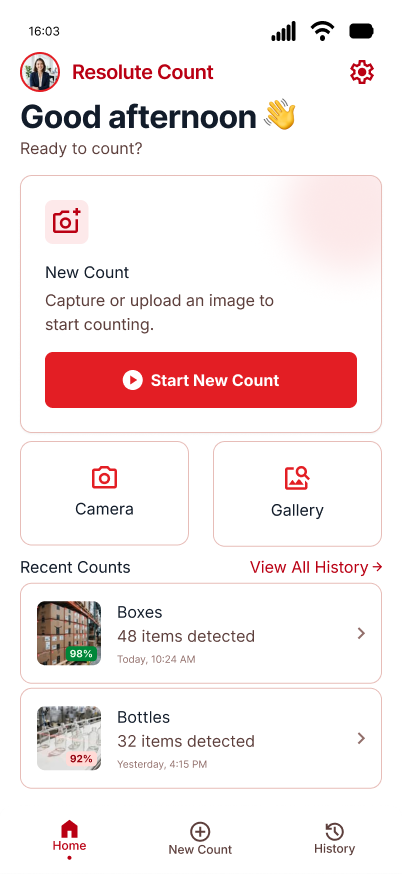 16:03
Resolute Count
Good afternoon 👋
Ready to count?
New Count
Capture or upload an image to
start counting.
Start New Count
Camera
Gallery
Recent Counts
View All History →
Boxes
48 items detected
Today, 10:24 AM
98%
Bottles
32 items detected
Yesterday, 4:15 PM
92%
Home
New Count
History